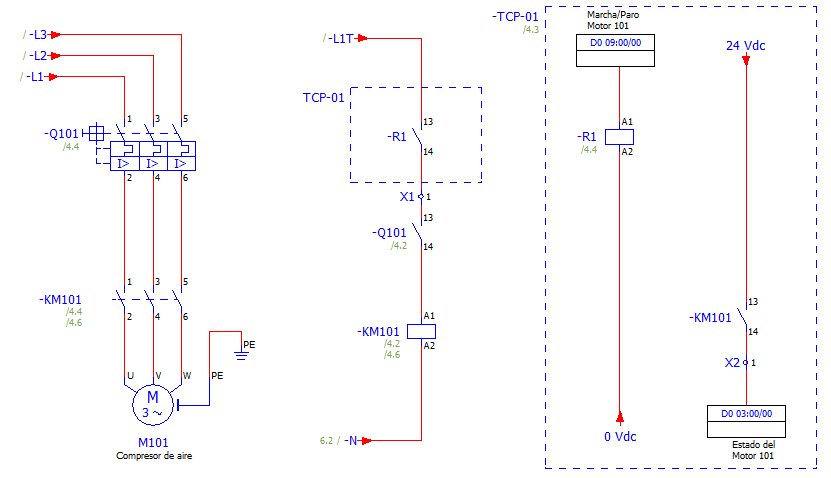 / -L3
/ -L2
/ -L1
1 3 5
-Q101
/4.4
I> I> I>
2 4 6
1 3 5
-KM101
/4.4
/4.6
2 4 6
PE
U V W PE
M
3 ~
M101
Compresor de aire
/ -L1T
TCP-01
13
-R1
14
X1 1
13
-Q101
/4.2
14
A1
-KM101
/4.2
/4.6
A2
6.2 / -N
-TCP-01
/4.3
Marcha/Paro
Motor 101
D0 09:00/00
A1
-R1
/4.4
A2
0 Vdc
24 Vdc
13
-KM101
14
X2 1
D0 03:00/00
Estado del
Motor 101